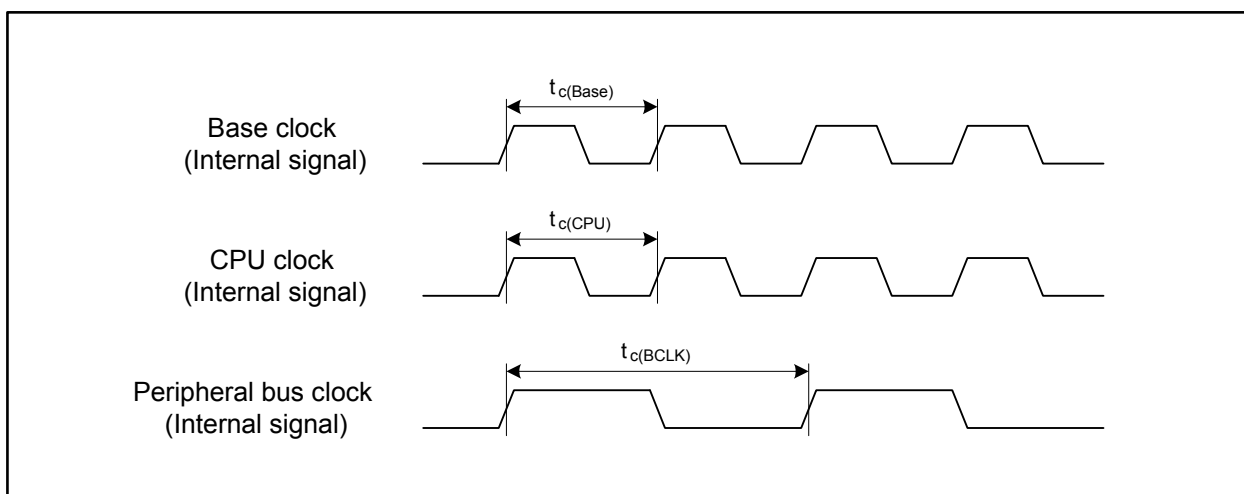 t c(Base)
Base clock
(Internal signal)
t c(CPU)
CPU clock
(Internal signal)
t c(BCLK)
Peripheral bus clock
(Internal signal)